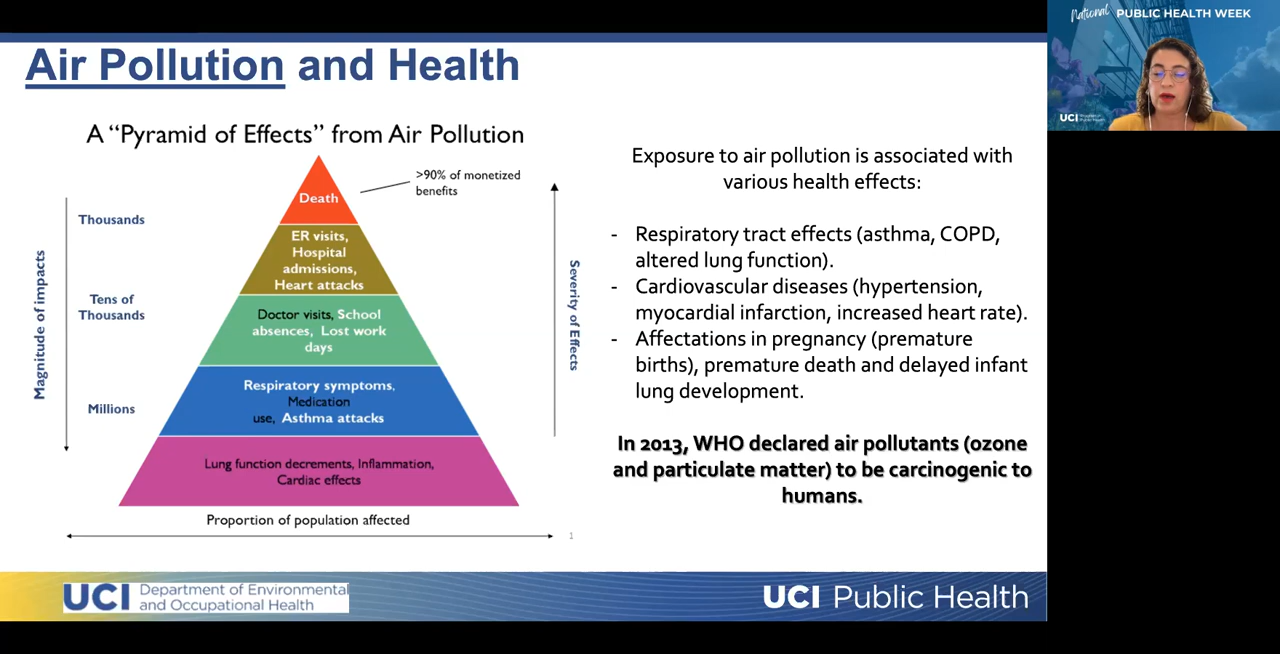 National PUBLIC HEALTH WEEK
UCI
Air Pollution and Health
A “Pyramid of Effects” from Air Pollution
>90% of monetized
benefits
Death
Thousands
ER visits,
Hospital
admissions,
Heart attacks
Magnitude of impacts
Tens of
Thousands
Doctor visits, School
absences, Lost work
days
Severity of Effects
Millions
Respiratory symptoms,
Medication
use, Asthma attacks
Lung function decrements, Inflammation,
Cardiac effects
Proportion of population affected
1
Exposure to air pollution is associated with
various health effects:
- Respiratory tract effects (asthma, COPD,
altered lung function).
- Cardiovascular diseases (hypertension,
myocardial infarction, increased heart rate).
- Affectations in pregnancy (premature
births), premature death and delayed infant
lung development.
In 2013, WHO declared air pollutants (ozone
and particulate matter) to be carcinogenic to
humans.
UCI Department of Environmental
and Occupational Health
UCI Public Health